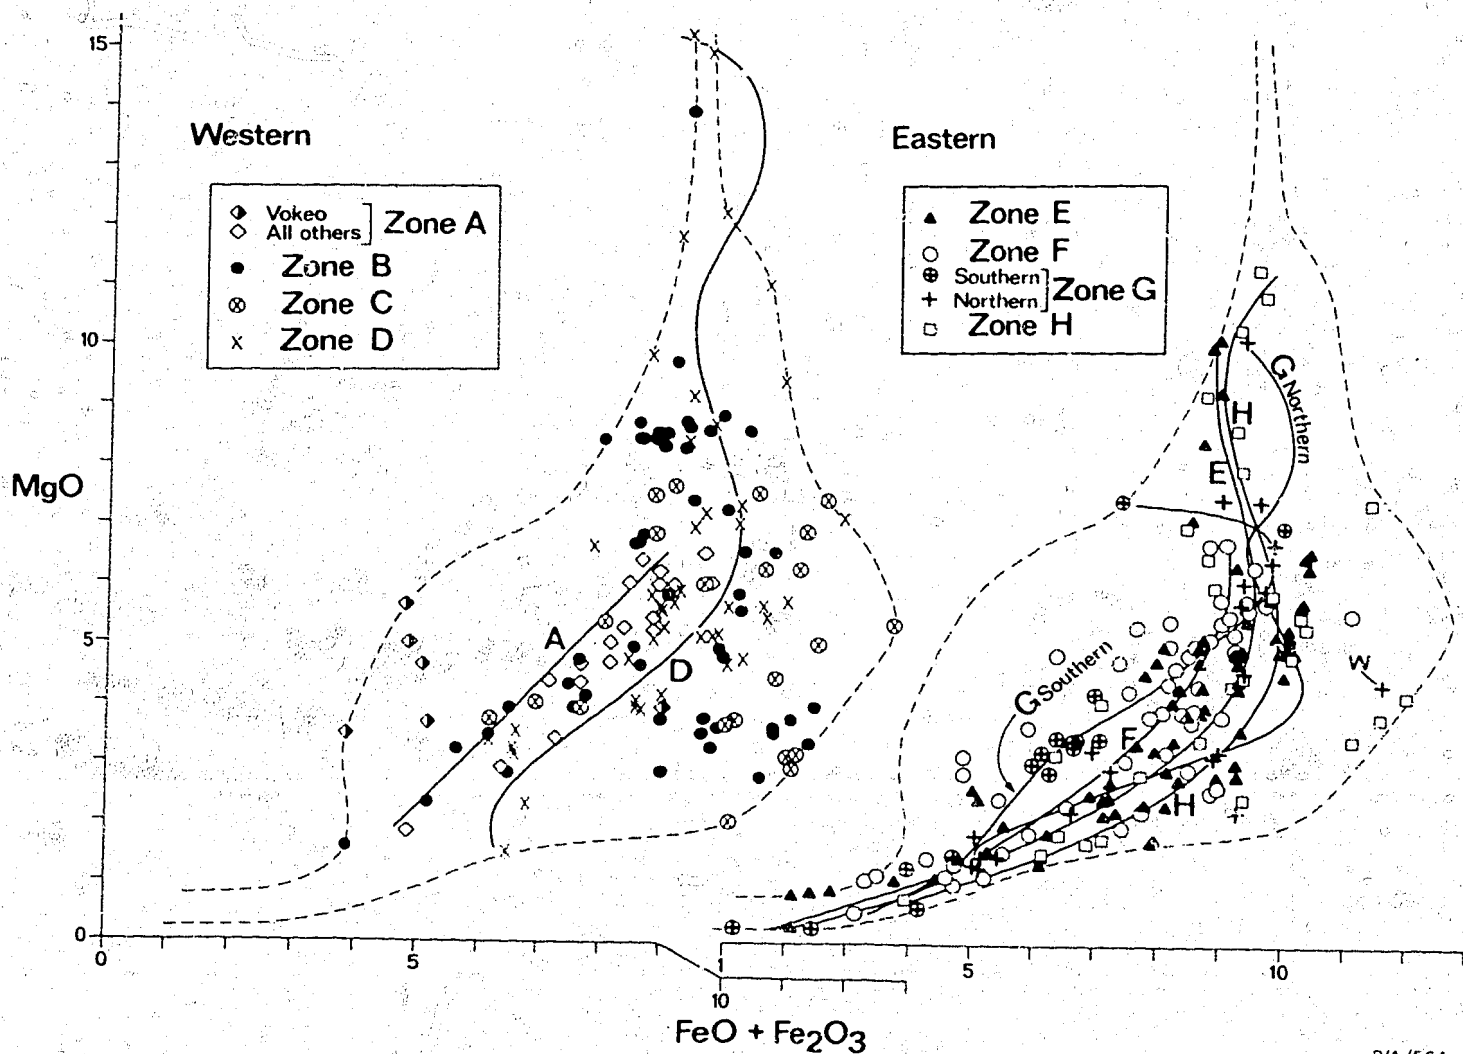 15
Western
Eastern
Vokeo
All others
Zone A
Zone B
Zone C
Zone D
Zone E
Zone F
Southern
Northern
Zone G
Zone H
10
G Northern
H
E
MgO
A
5
D
G Southern
W
F
H
0
0
5
1
5
10
10
FeO + Fe₂O₃